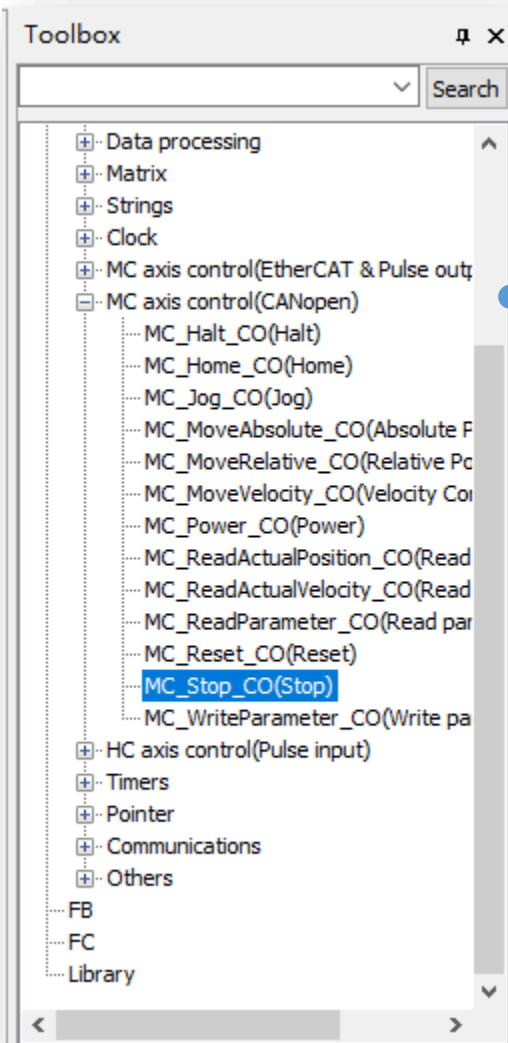 Toolbox
Search
Data processing
Matrix
Strings
Clock
MC axis control(EtherCAT & Pulse outp
MC axis control(CANopen)
MC_Halt_CO(Halt)
MC_Home_CO(Home)
MC_Jog_CO(Jog)
MC_MoveAbsolute_CO(Absolute P
MC_MoveRelative_CO(Relative Po
MC_MoveVelocity_CO(Velocity Con
MC_Power_CO(Power)
MC_ReadActualPosition_CO(Read
MC_ReadActualVelocity_CO(Read
MC_ReadParameter_CO(Read par
MC_Reset_CO(Reset)
MC_Stop_CO(Stop)
MC_WriteParameter_CO(Write pa
HC axis control(Pulse input)
Timers
Pointer
Communications
Others
FB
FC
Library